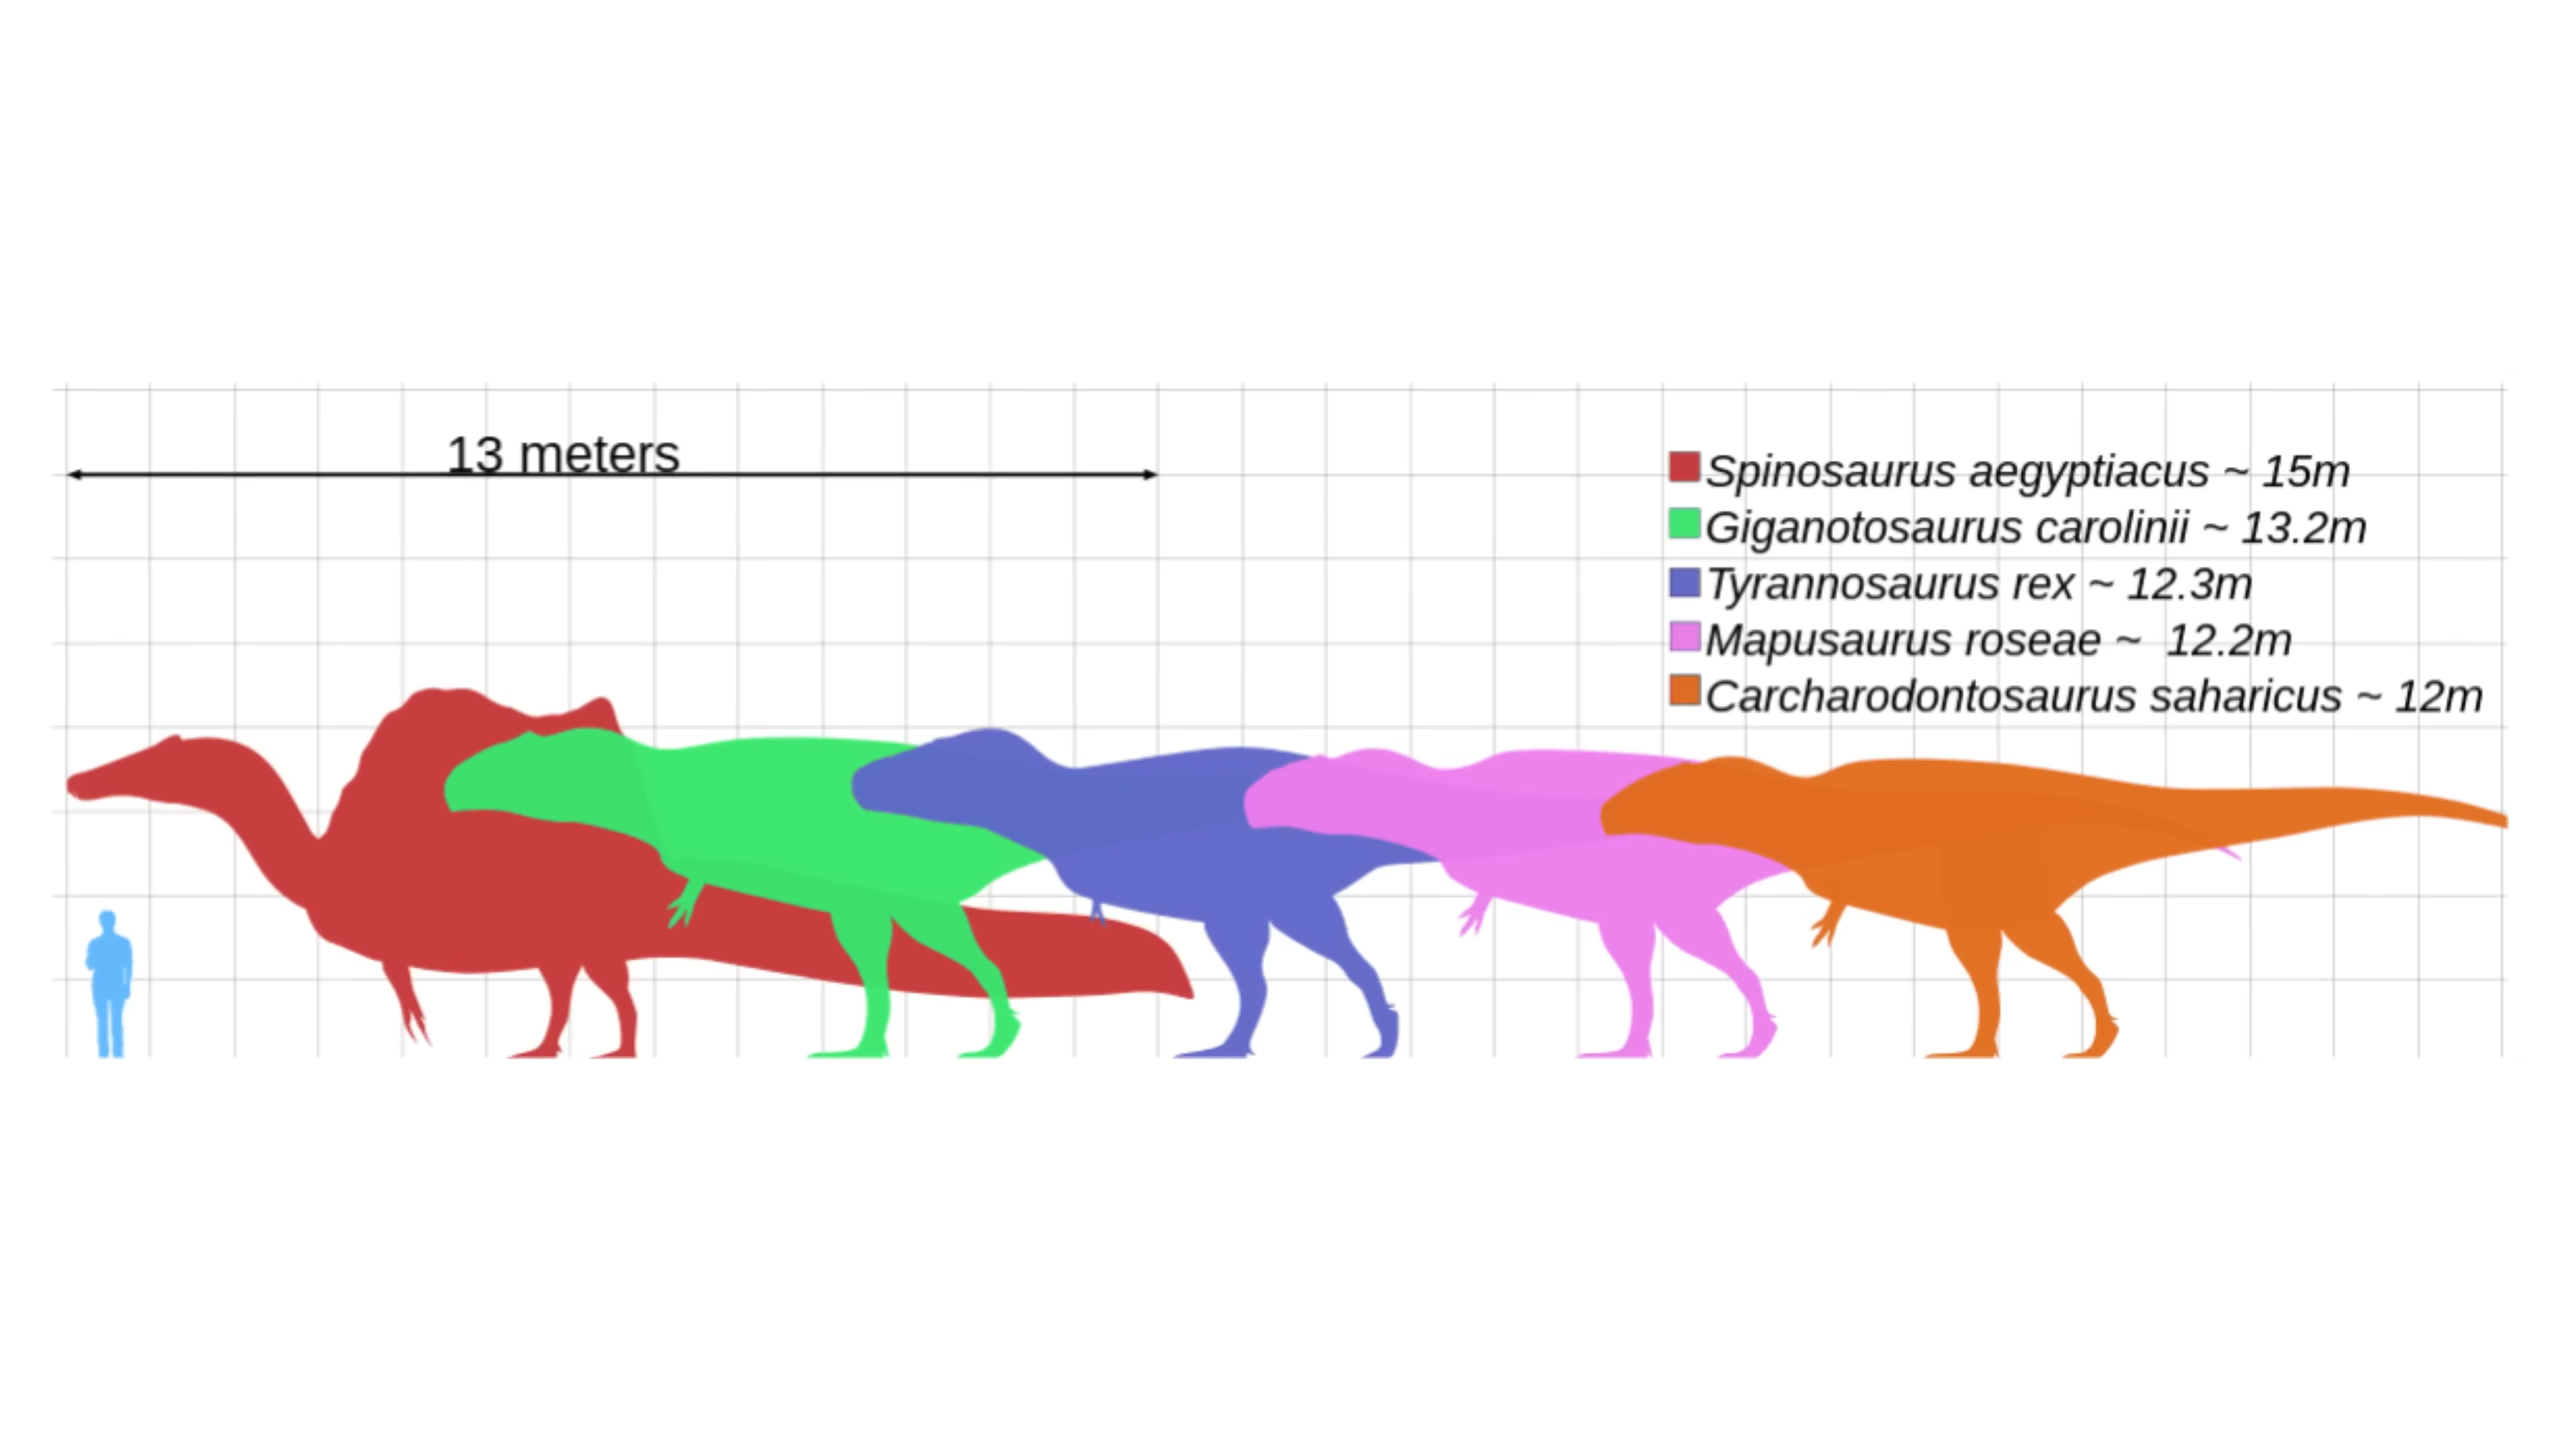 13 meters
Spinosaurus aegyptiacus ~ 15m
Giganotosaurus carolinii ~ 13.2m
Tyrannosaurus rex ~ 12.3m
Mapusaurus roseae ~ 12.2m
Carcharodontosaurus saharicus ~ 12m